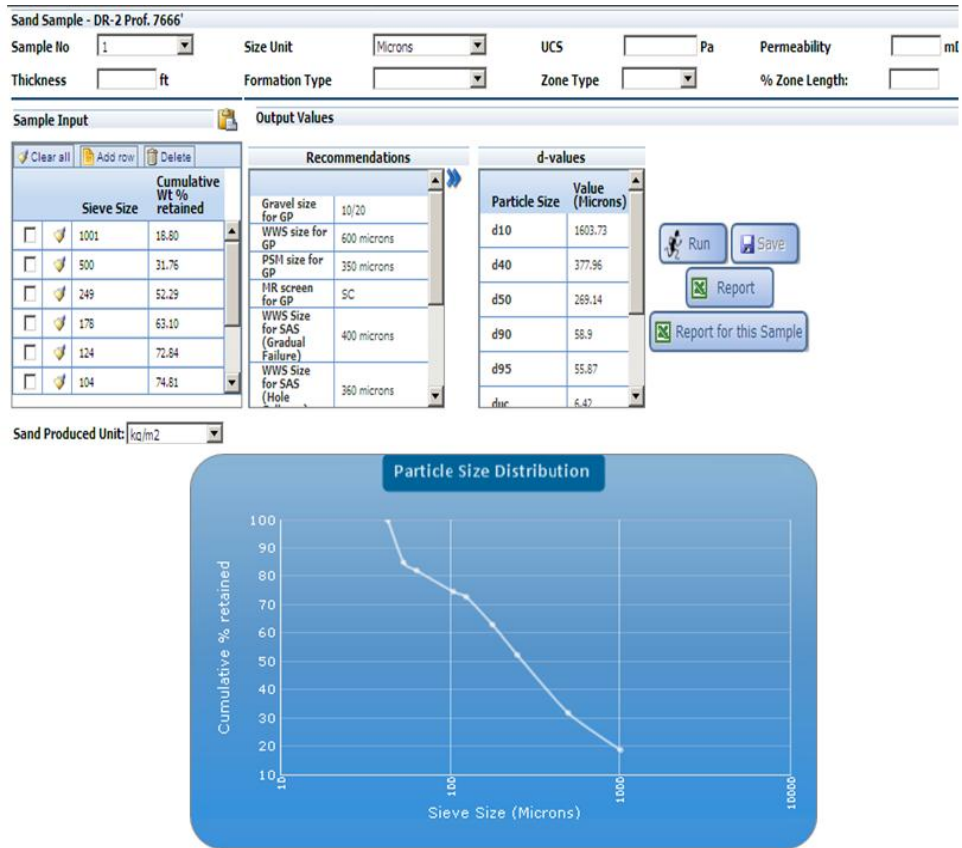 Sand Sample - DR-2 Prof. 7666'
Sample No 1 Size Unit Microns UCS Pa Permeability
Thickness ft Formation Type Zone Type % Zone Length:
Sample Input Output Values
Clear all Add row Delete
Sieve Size Cumulative Wt % retained
1001 18.80
500 31.76
249 52.29
178 63.10
124 72.84
104 74.81
Recommendations
Gravel size for GP 10/20
WWS size for GP 600 microns
PSM size for GP 350 microns
MR screen for GP SC
WWS Size for SAS (Gradual Failure) 400 microns
WWS Size for SAS (Hole 360 microns
d-values
Particle Size Value (Microns)
d10 1603.73
d40 377.96
d50 269.14
d90 58.9
d95 55.87
duc 6.42
Run Save
Report
Report for this Sample
Sand Produced Unit: kg/m2
Particle Size Distribution
Cumulative % retained
100
90
80
70
60
50
40
30
20
10
10 100 1000 10000
Sieve Size (Microns)